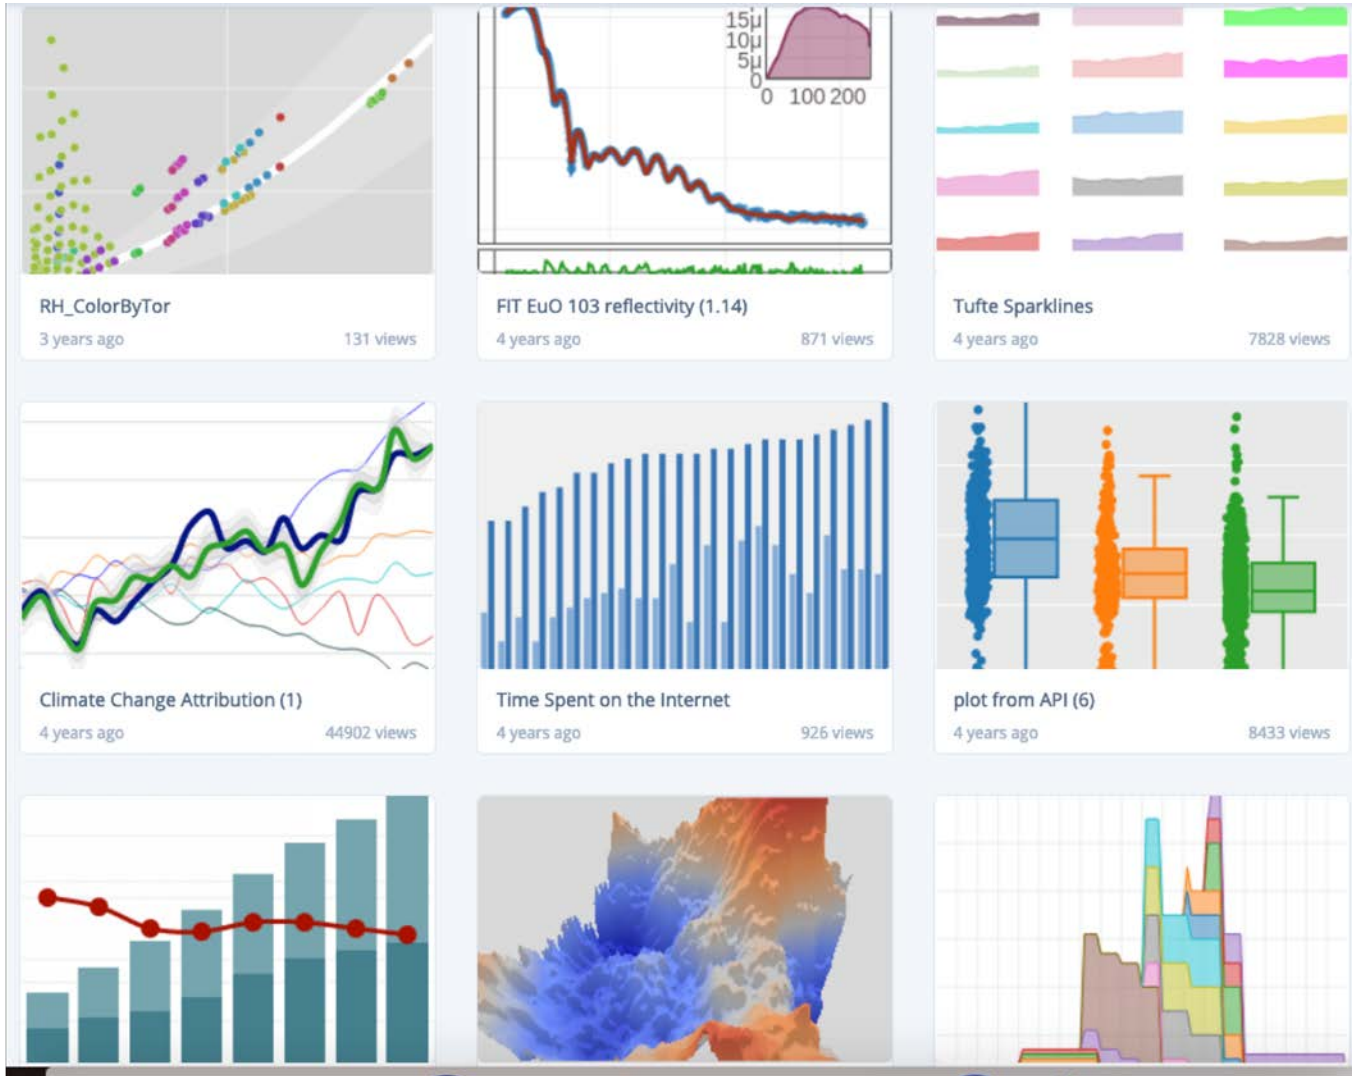 15μ
10μ
5μ
0
0 100 200
RH_ColorByTor
3 years ago 131 views
FIT EuO 103 reflectivity (1.14)
4 years ago 871 views
Tufte Sparklines
4 years ago 7828 views
Climate Change Attribution (1)
4 years ago 44902 views
Time Spent on the Internet
4 years ago 926 views
plot from API (6)
4 years ago 8433 views